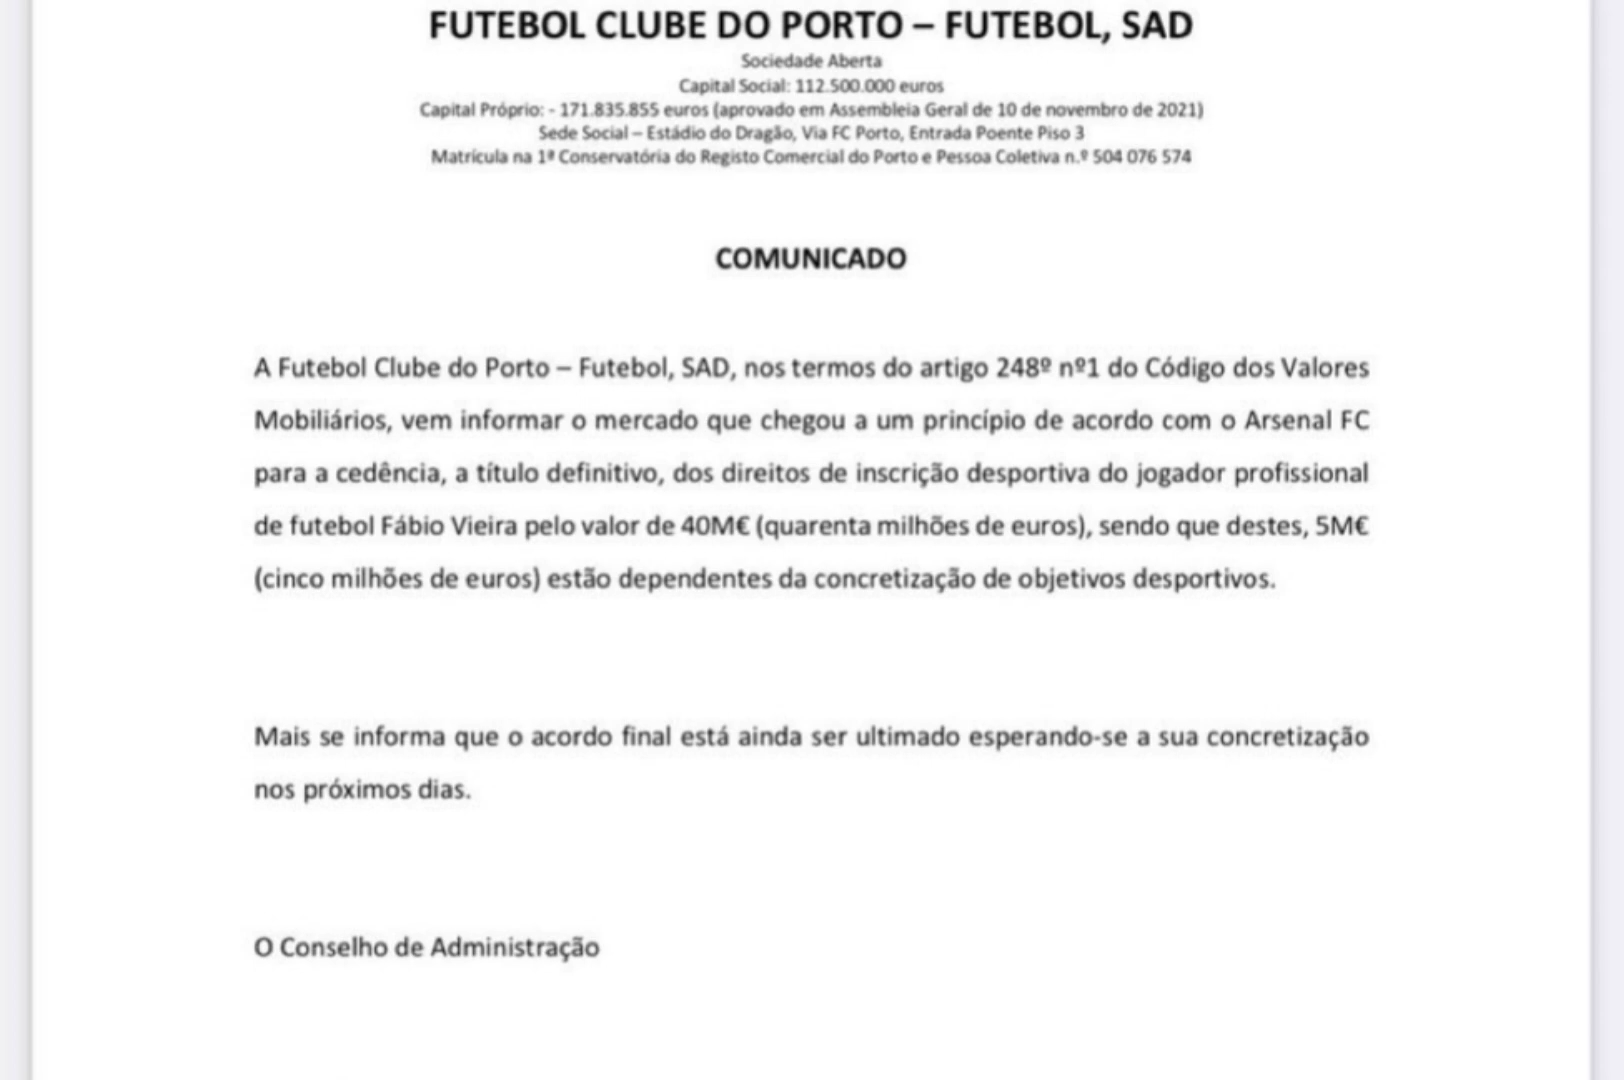 FUTEBOL CLUBE DO PORTO – FUTEBOL, SAD
Sociedade Aberta
Capital Social: 112.500.000 euros
Capital Próprio: - 171.835.855 euros (aprovado em Assembleia Geral de 10 de novembro de 2021)
Sede Social – Estádio do Dragão, Via FC Porto, Entrada Poente Piso 3
Matrícula na 1ª Conservatória do Registo Comercial do Porto e Pessoa Coletiva n.º 504 076 574
COMUNICADO
A Futebol Clube do Porto – Futebol, SAD, nos termos do artigo 248º nº1 do Código dos Valores
Mobiliários, vem informar o mercado que chegou a um princípio de acordo com o Arsenal FC
para a cedência, a título definitivo, dos direitos de inscrição desportiva do jogador profissional
de futebol Fábio Vieira pelo valor de 40M€ (quarenta milhões de euros), sendo que destes, 5M€
(cinco milhões de euros) estão dependentes da concretização de objetivos desportivos.
Mais se informa que o acordo final está ainda ser ultimado esperando-se a sua concretização
nos próximos dias.
O Conselho de Administração